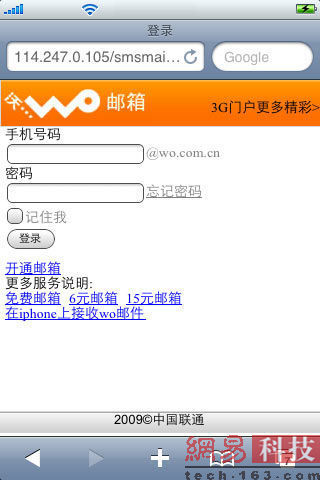 登录
114.247.0.105/smsmai...
Google
沃... wo 邮箱
3G门户更多精彩>
手机号码
@wo.com.cn
密码
忘记密码
记住我
登录
开通邮箱
更多服务说明:
免费邮箱 6元邮箱 15元邮箱
在iphone上接收wo邮件
2009©中国联通
網易科技
tech.163.com